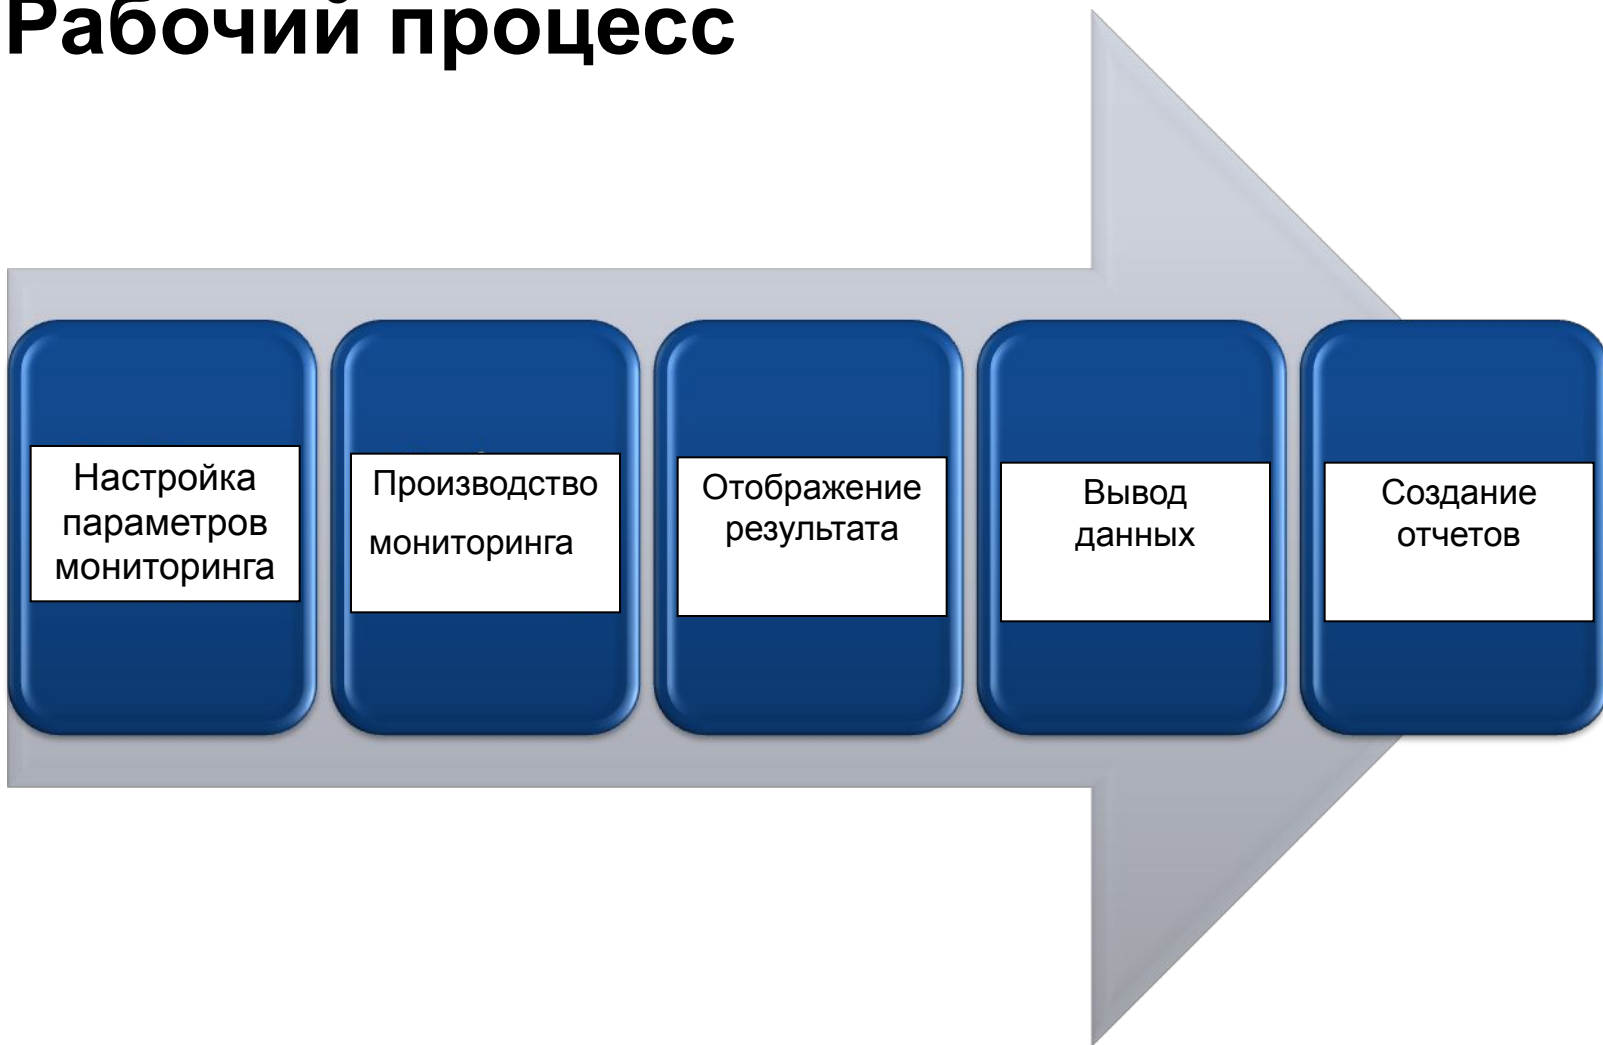 Рабочий процесс
Настройка
параметров
мониторинга
Производство
мониторинга
Отображение
результата
Вывод
данных
Создание
отчетов